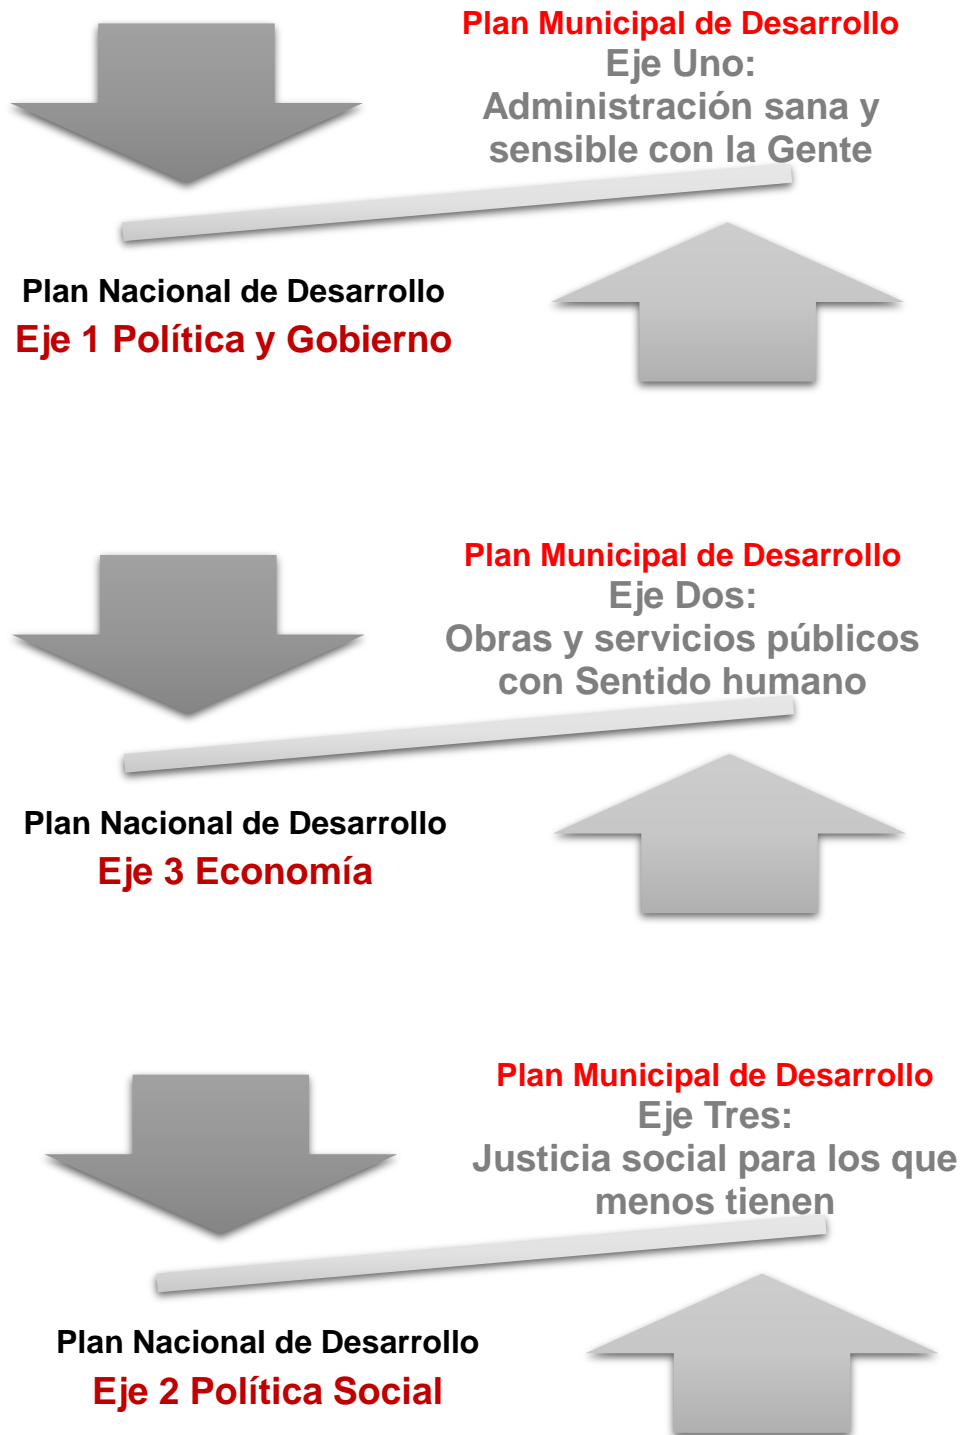 Plan Municipal de Desarrollo
Eje Uno:
Administración sana y
sensible con la Gente
Plan Nacional de Desarrollo
Eje 1 Política y Gobierno
Plan Municipal de Desarrollo
Eje Dos:
Obras y servicios públicos
con Sentido humano
Plan Nacional de Desarrollo
Eje 3 Economía
Plan Municipal de Desarrollo
Eje Tres:
Justicia social para los que
menos tienen
Plan Nacional de Desarrollo
Eje 2 Política Social